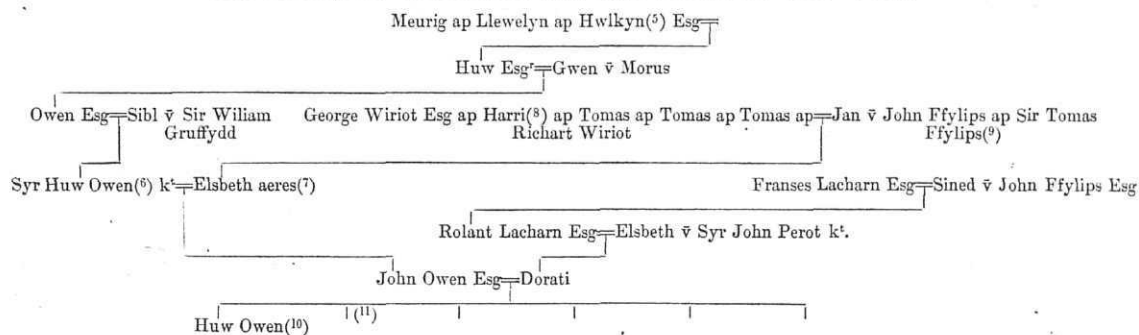 Meurig ap Llewelyn ap Hwlkyn(⁵) Esg
Huw Esgʳ Gwen v̄ Morus
Owen Esg Sibl v̄ Sir Wiliam Gruffydd
George Wiriot Esg ap Harri(⁸) ap Tomas ap Tomas ap Tomas ap Richart Wiriot
Jan v̄ John Ffylips ap Sir Tomas Ffylips(⁹)
Syr Huw Owen(⁶) kᵗ Elsbeth aeres(⁷)
Franses Lacharn Esg Sined v̄ John Ffylips Esg
Rolant Lacharn Esg Elsbeth v̄ Syr John Perot kᵗ.
John Owen Esg Dorati
Huw Owen(¹⁰) (¹¹)